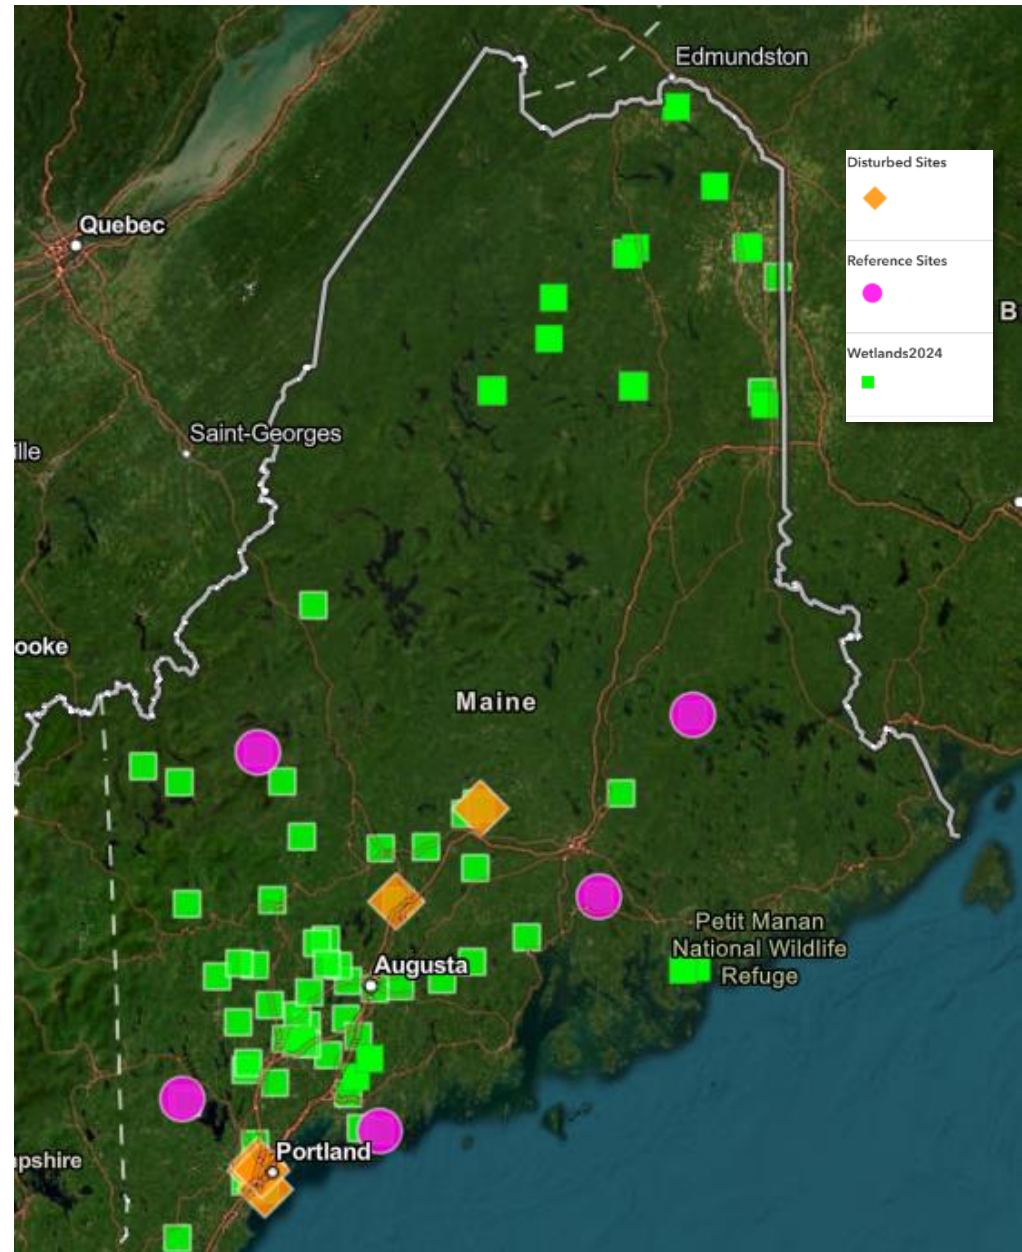 Edmundston
Disturbed Sites
Quebec
Reference Sites
B
Wetlands2024
Saint-Georges
ille
ooke
Maine
Petit Manan
National Wildlife
Refuge
Augusta
Portland
pshire